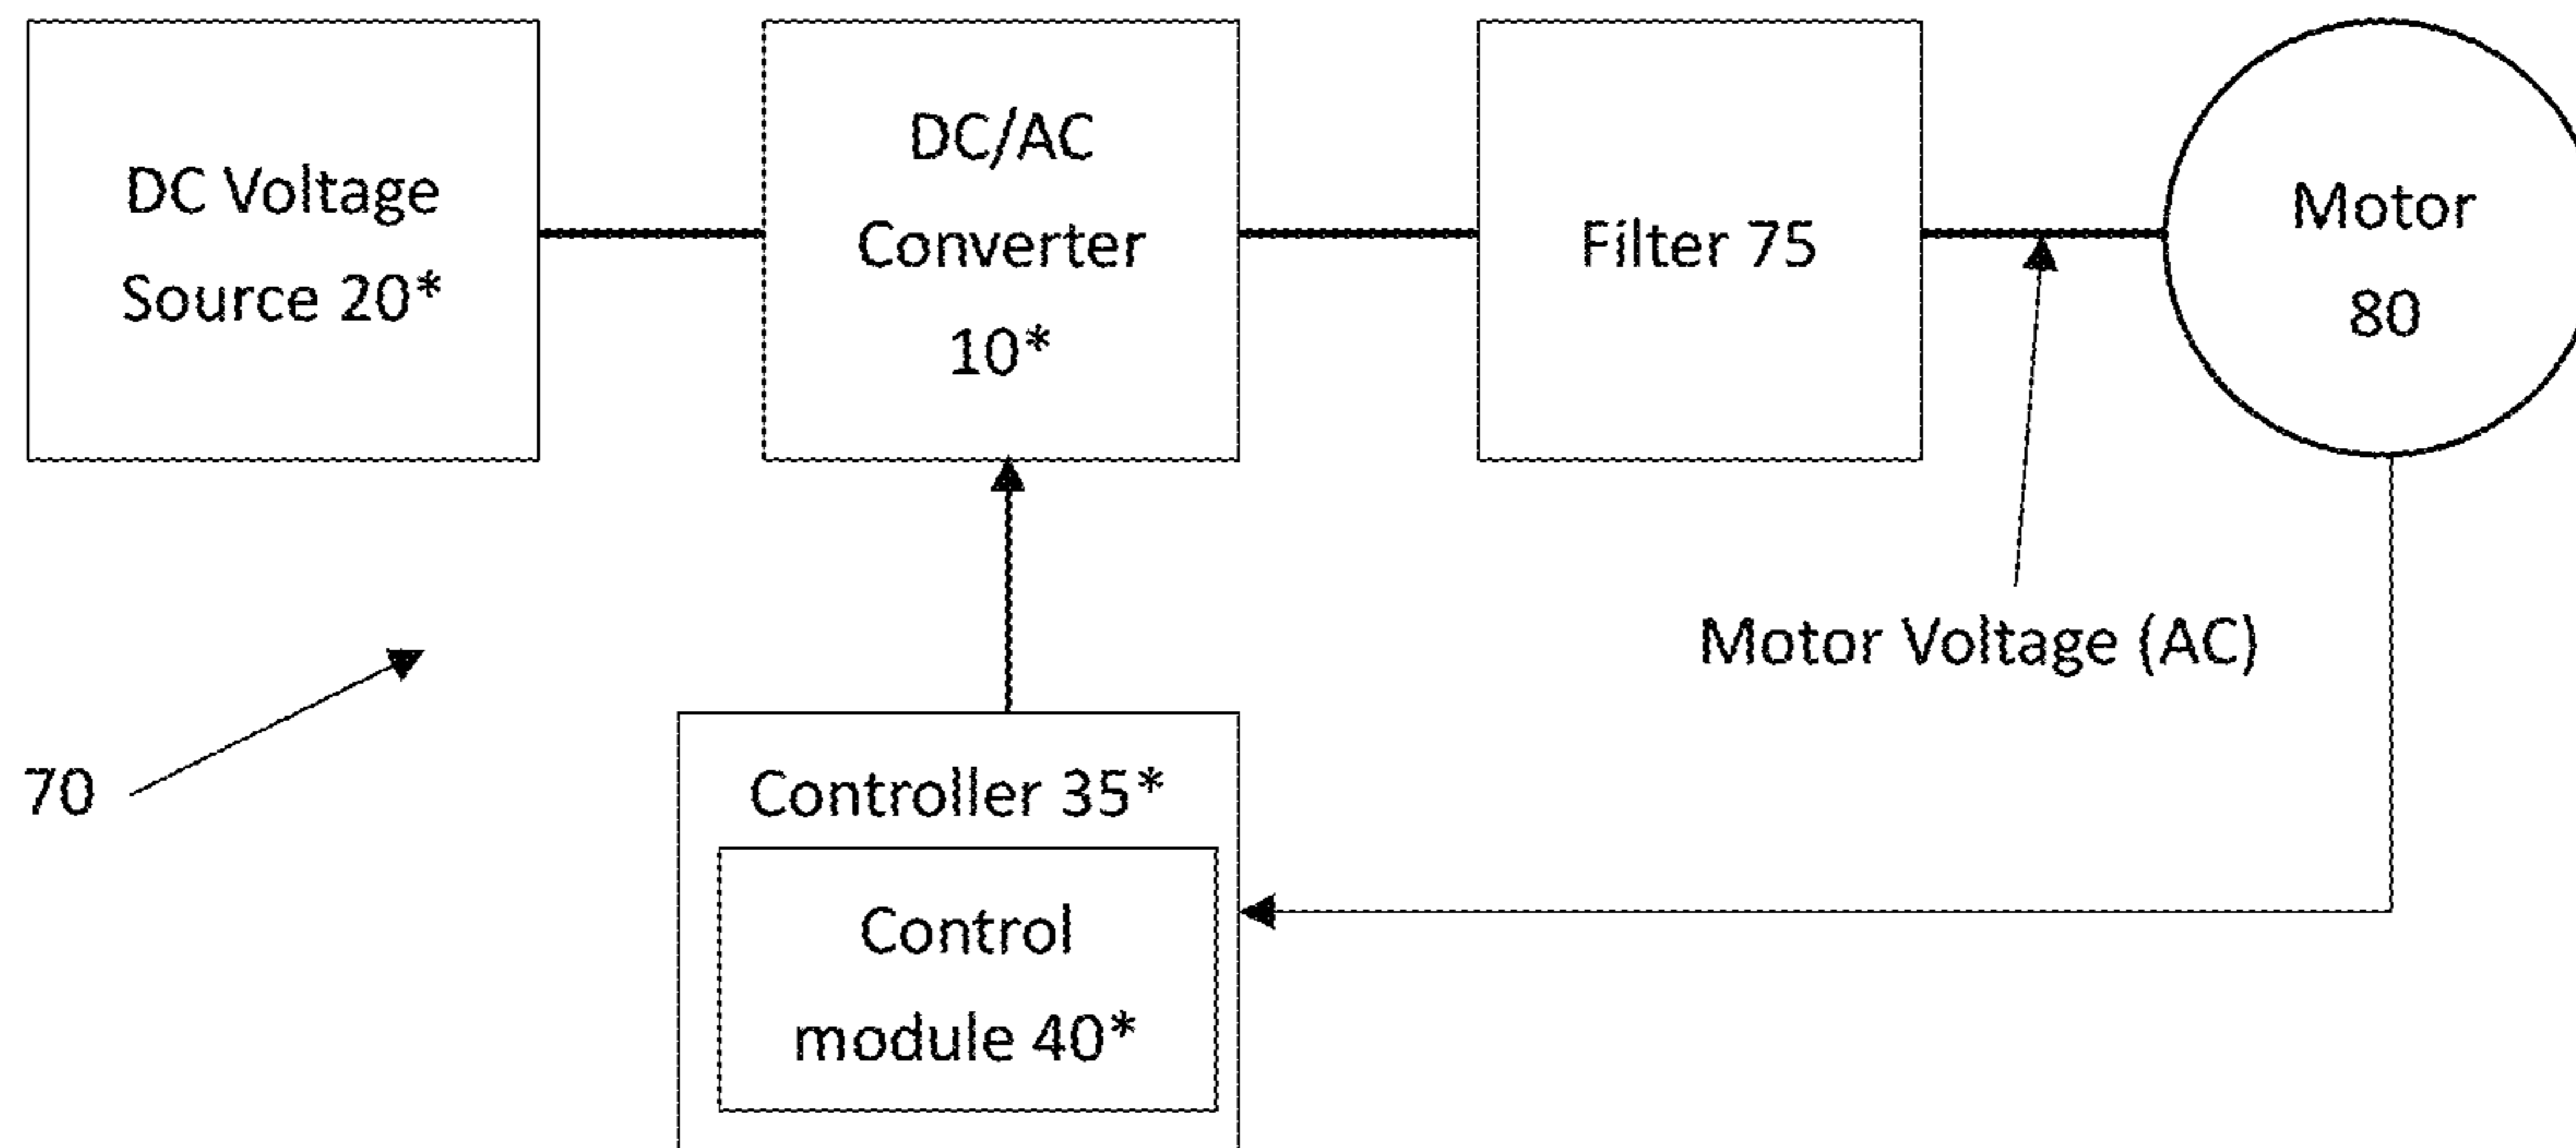 DC Voltage
Source 20*
DC/AC
Converter
10*
Filter 75
Motor
80
Motor Voltage (AC)
70
Controller 35*
Control
module 40*